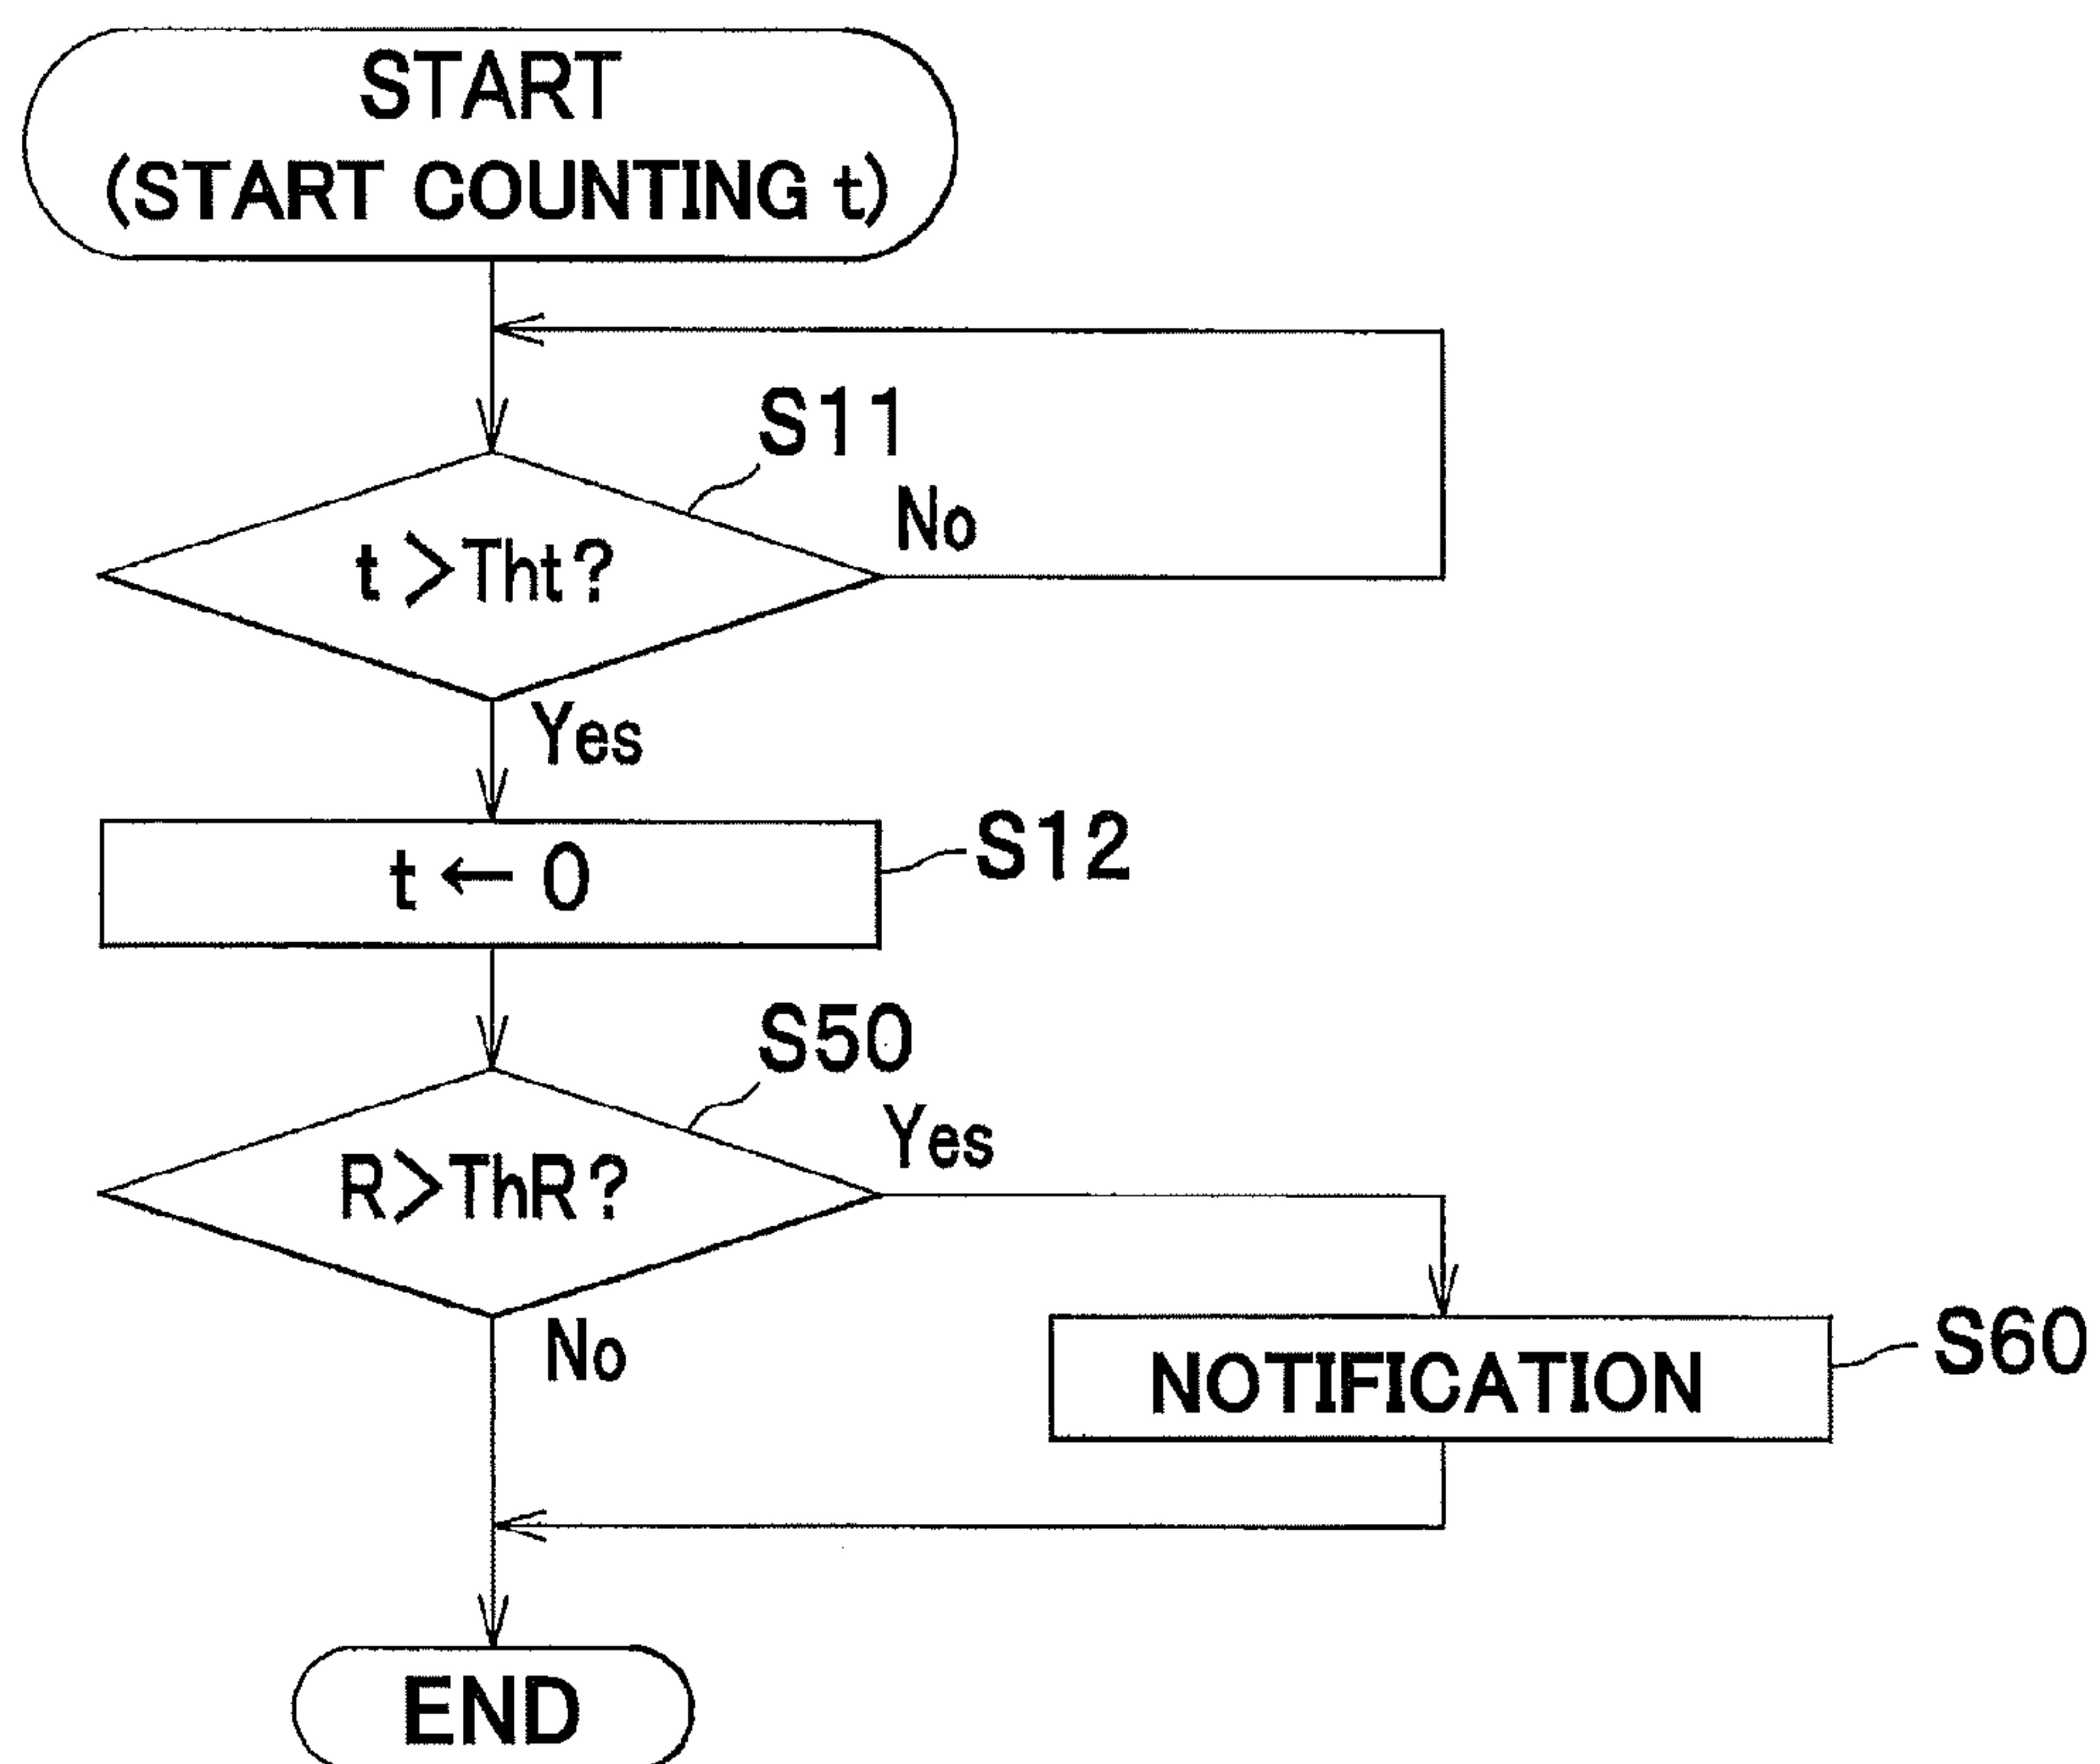 START
(START COUNTING t)
S11
No
t>Tht?
Yes
t ← 0
S12
S50
Yes
R>ThR?
No
NOTIFICATION
S60
END